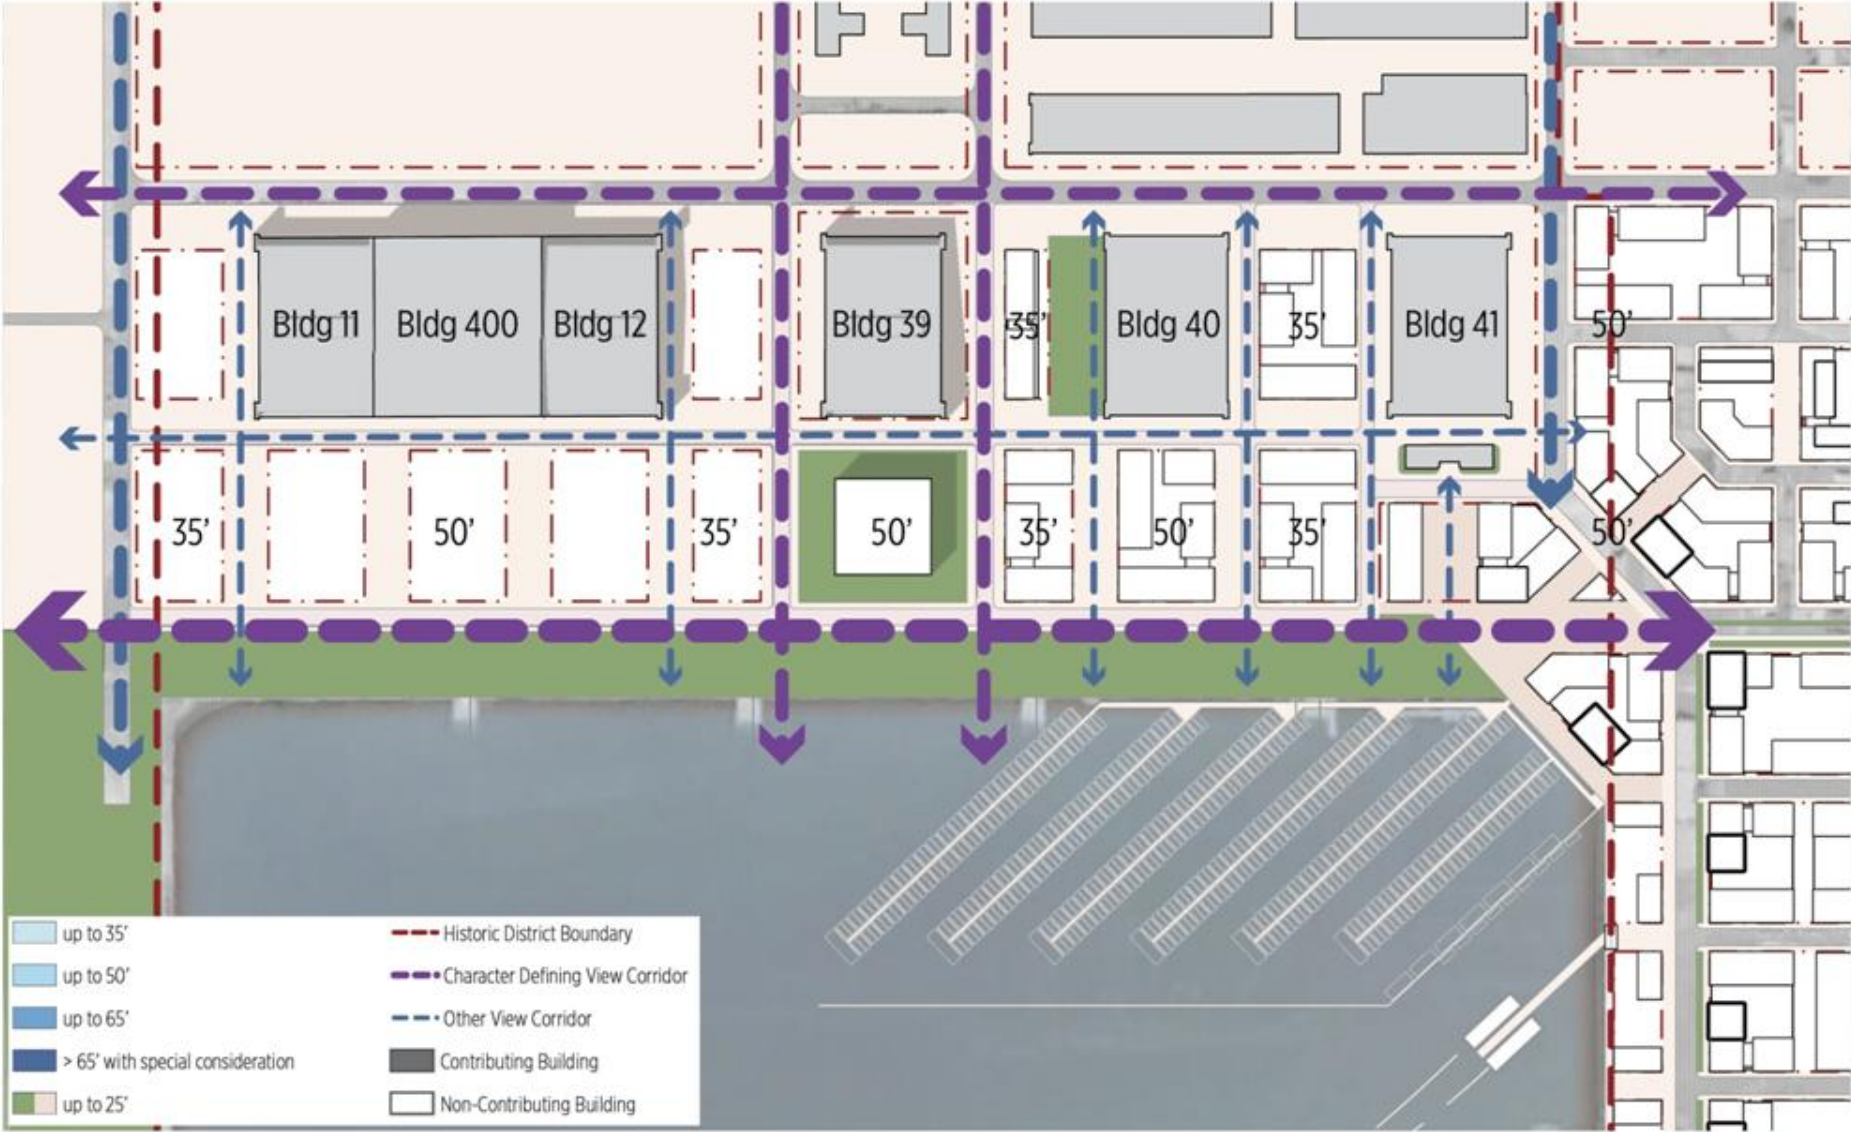 Bldg 11
Bldg 400
Bldg 12
Bldg 39
35'
Bldg 40
35'
Bldg 41
50'
35'
50'
35'
50'
35'
50'
35'
50'
up to 35'
up to 50'
up to 65'
> 65' with special consideration
up to 25'
Historic District Boundary
Character Defining View Corridor
Other View Corridor
Contributing Building
Non-Contributing Building